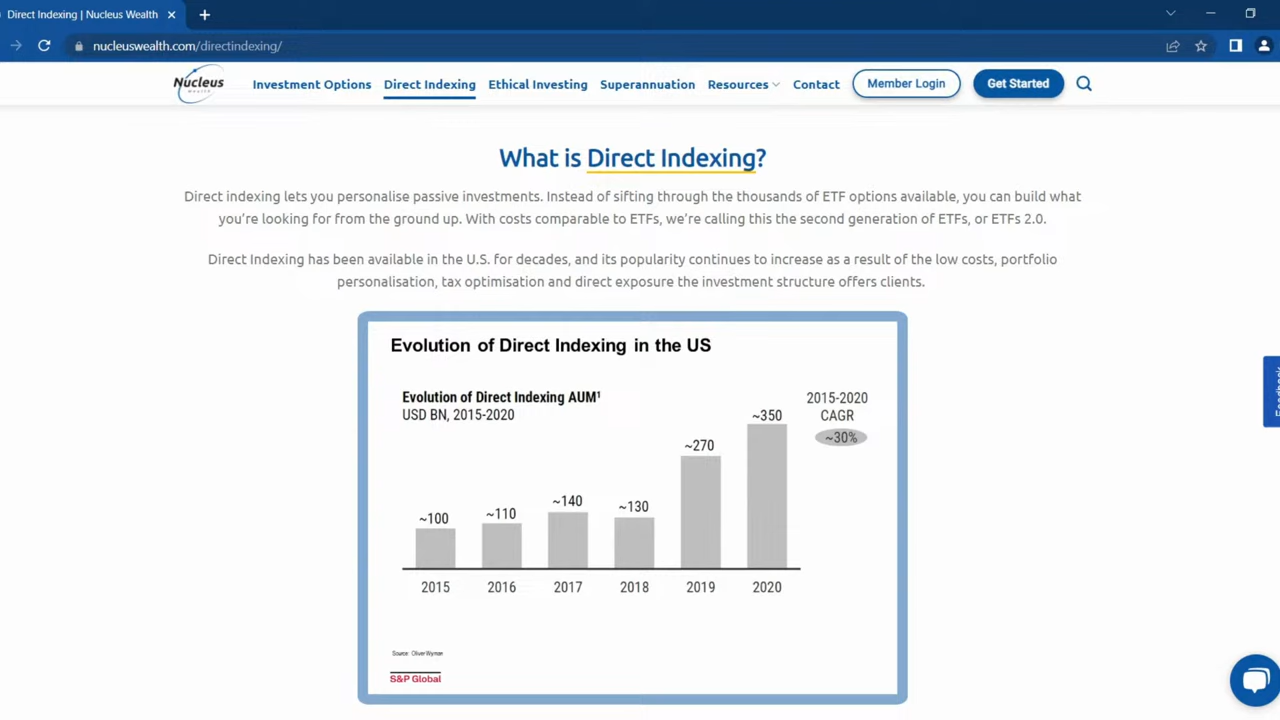 Direct Indexing | Nucleus Wealth
nucleuswealth.com/directindexing/
Nucleus
Wealth
Investment Options
Direct Indexing
Ethical Investing
Superannuation
Resources
Contact
Member Login
Get Started
What is Direct Indexing?
Direct indexing lets you personalise passive investments. Instead of sifting through the thousands of ETF options available, you can build what
you’re looking for from the ground up. With costs comparable to ETFs, we’re calling this the second generation of ETFs, or ETFs 2.0.
Direct Indexing has been available in the U.S. for decades, and its popularity continues to increase as a result of the low costs, portfolio
personalisation, tax optimisation and direct exposure the investment structure offers clients.
Evolution of Direct Indexing in the US
Evolution of Direct Indexing AUM¹
USD BN, 2015-2020
2015-2020
CAGR
~30%
~100
~110
~140
~130
~270
~350
2015
2016
2017
2018
2019
2020
Source: Oliver Wyman
S&P Global
Feedback